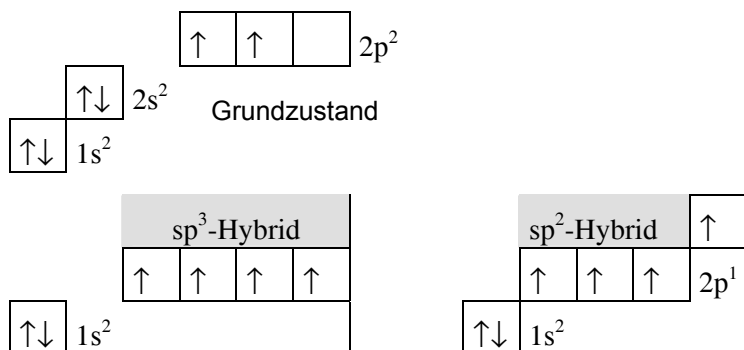 ↑ ↑ 2p²
↑↓ 2s²
Grundzustand
↑↓ 1s²
sp³-Hybrid
↑ ↑ ↑ ↑
↑↓ 1s²
sp²-Hybrid ↑
↑ ↑ ↑ 2p¹
↑↓ 1s²